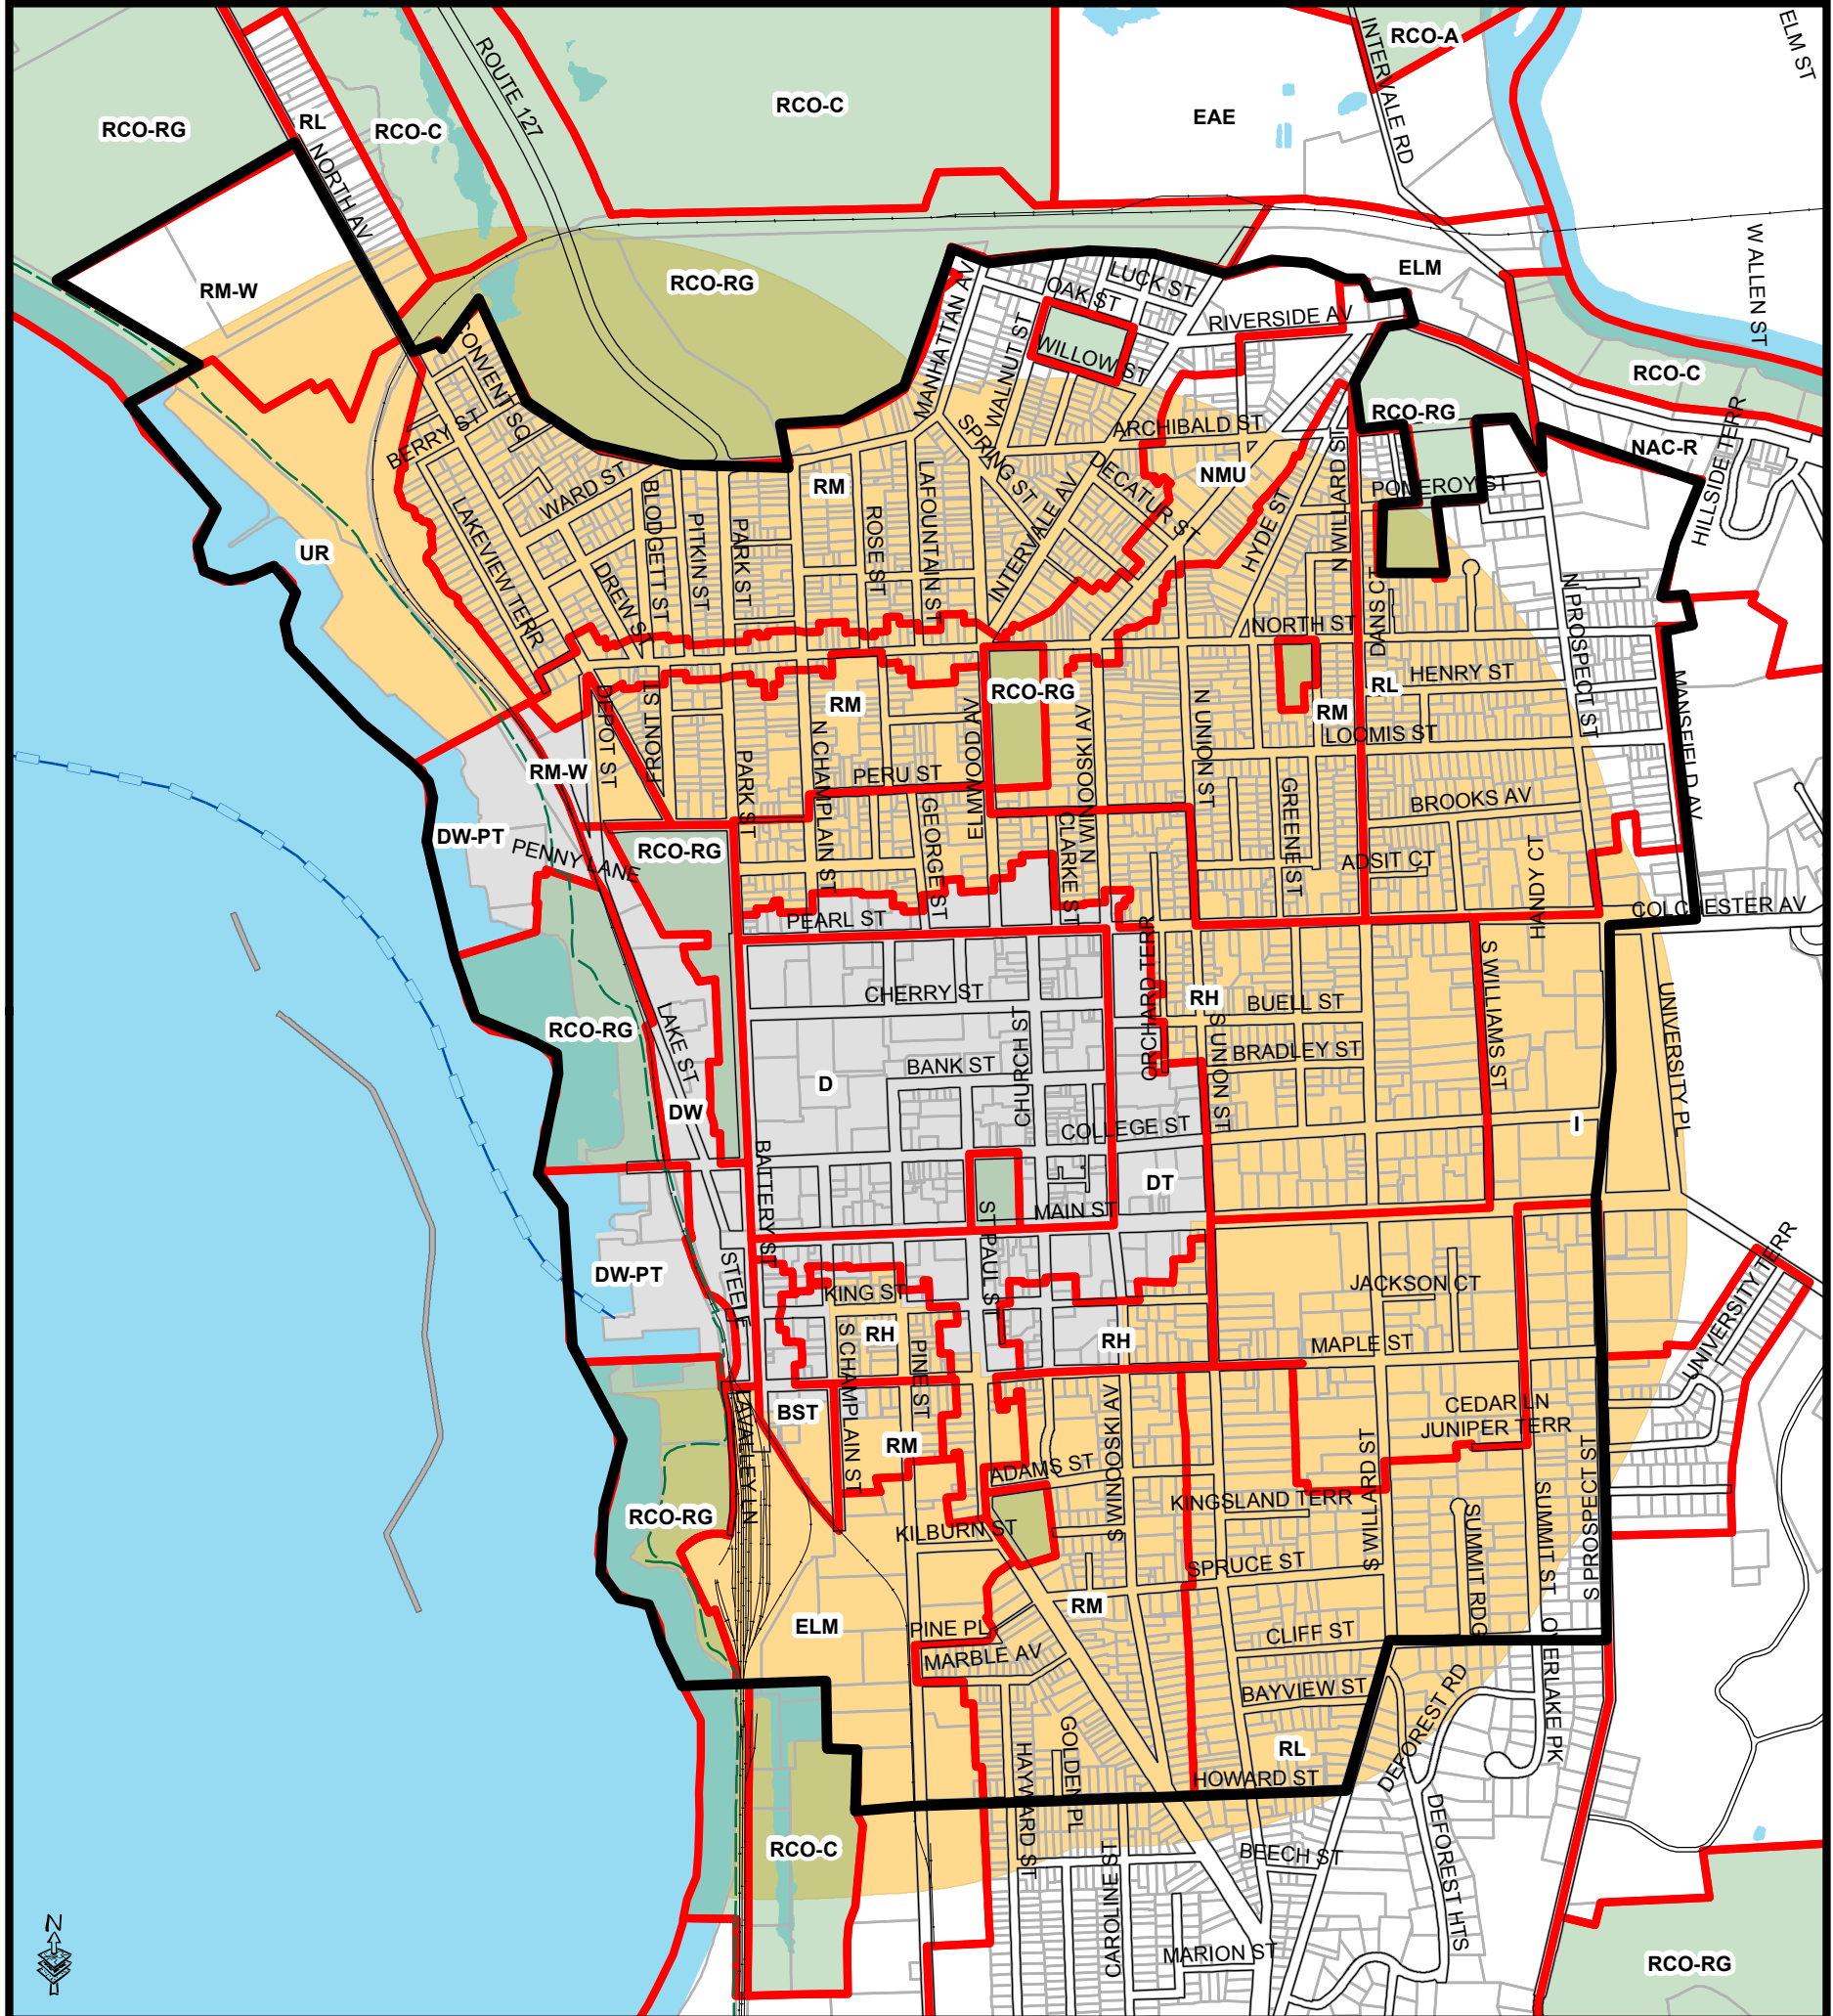 ELM ST
RCO-A
INTERVALE RD
ROUTE 127
RCO-C
EAE
RL
RCO-RG
RCO-C
NORTH AV
W ALLEN ST
ELM
RM-W
RCO-RG
LUCK ST
OAK ST
MANHATTAN AV
RIVERSIDE AV
WALNUT ST
WILLOW ST
CONVENT SQ
RCO-C
RCO-RG
HILLSIDE TERR
BERRY ST
SPRING ST
ARCHIBALD ST
NAC-R
WARD ST
RM
LAFOUNTAIN ST
DECATUR ST
NMU
N WILLARD ST
POMEROY ST
LAKEVIEW TERR
BLODGETT ST
PITKIN ST
PARK ST
ROSE ST
INTERVALE AV
HYDE ST
UR
DREW ST
DANS CT
N PROSPECT ST
NORTH ST
HENRY ST
DEPOT ST
FRONT ST
RM
N CHAMPLAIN ST
ELMWOOD AV
RCO-RG
N WINOOSKI AV
N UNION ST
RM
RL
MANSFIELD AV
LOOMIS ST
RM-W
PARK ST
PERU ST
GEORGE ST
CLARKE ST
GREENE ST
BROOKS AV
DW-PT
PENNY LANE
RCO-RG
ADSIT CT
HANDY CT
COLCHESTER AV
PEARL ST
ORCHARD TERR
S WILLIAMS ST
CHERRY ST
RH
BUELL ST
UNIVERSITY PL
RCO-RG
LAKE ST
CHURCH ST
S UNION ST
BRADLEY ST
BANK ST
D
DW
COLLEGE ST
I
BATTERY ST
DT
MAIN ST
ST PAUL ST
DW-PT
STEELE
KING ST
JACKSON CT
UNIVERSITY TERR
RH
S CHAMPLAIN ST
PINE ST
RH
MAPLE ST
BST
LAVALLEY LN
CEDAR LN
JUNIPER TERR
RM
S WINOOSKI AV
S WILLARD ST
ADAMS ST
KINGSLAND TERR
RCO-RG
KILBURN ST
SUMMIT RDG
SUMMIT ST
S PROSPECT ST
SPRUCE ST
RM
ELM
PINE PL
CLIFF ST
MARBLE AV
OVERLAKE PK
BAYVIEW ST
DEFOREST RD
GOLDEN PL
HAYWARD ST
RL
HOWARD ST
DEFOREST HTS
RCO-C
BEECH ST
CAROLINE ST
MARION ST
RCO-RG
N